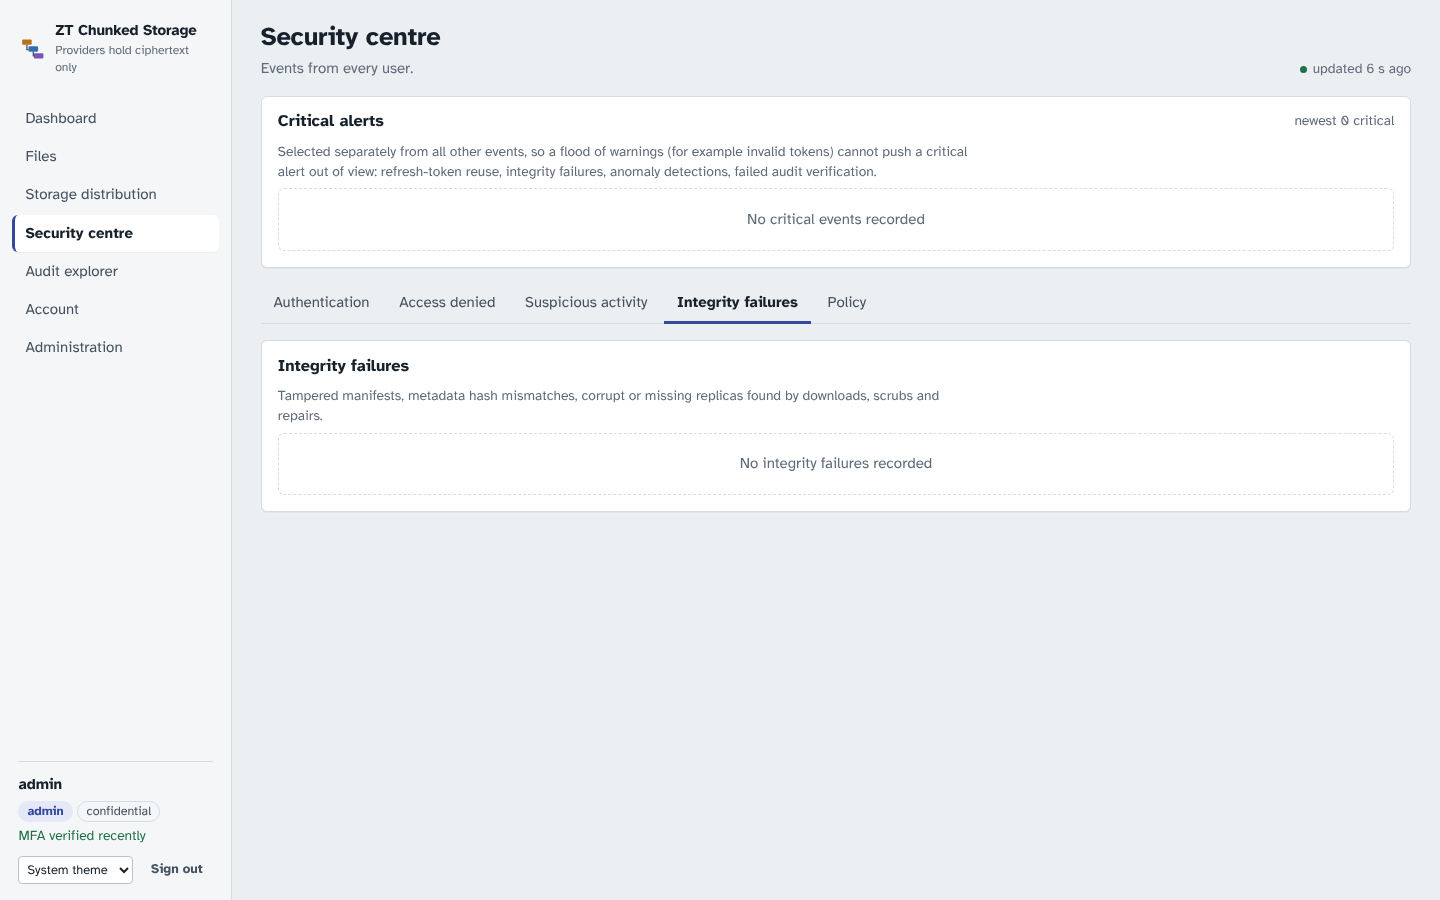 ZT Chunked Storage
Providers hold ciphertext
only
Dashboard
Files
Storage distribution
Security centre
Audit explorer
Account
Administration
admin
admin confidential
MFA verified recently
System theme Sign out
Security centre
Events from every user.
updated 6 s ago
Critical alerts
newest 0 critical
Selected separately from all other events, so a flood of warnings (for example invalid tokens) cannot push a critical
alert out of view: refresh-token reuse, integrity failures, anomaly detections, failed audit verification.
No critical events recorded
Authentication Access denied Suspicious activity Integrity failures Policy
Integrity failures
Tampered manifests, metadata hash mismatches, corrupt or missing replicas found by downloads, scrubs and
repairs.
No integrity failures recorded